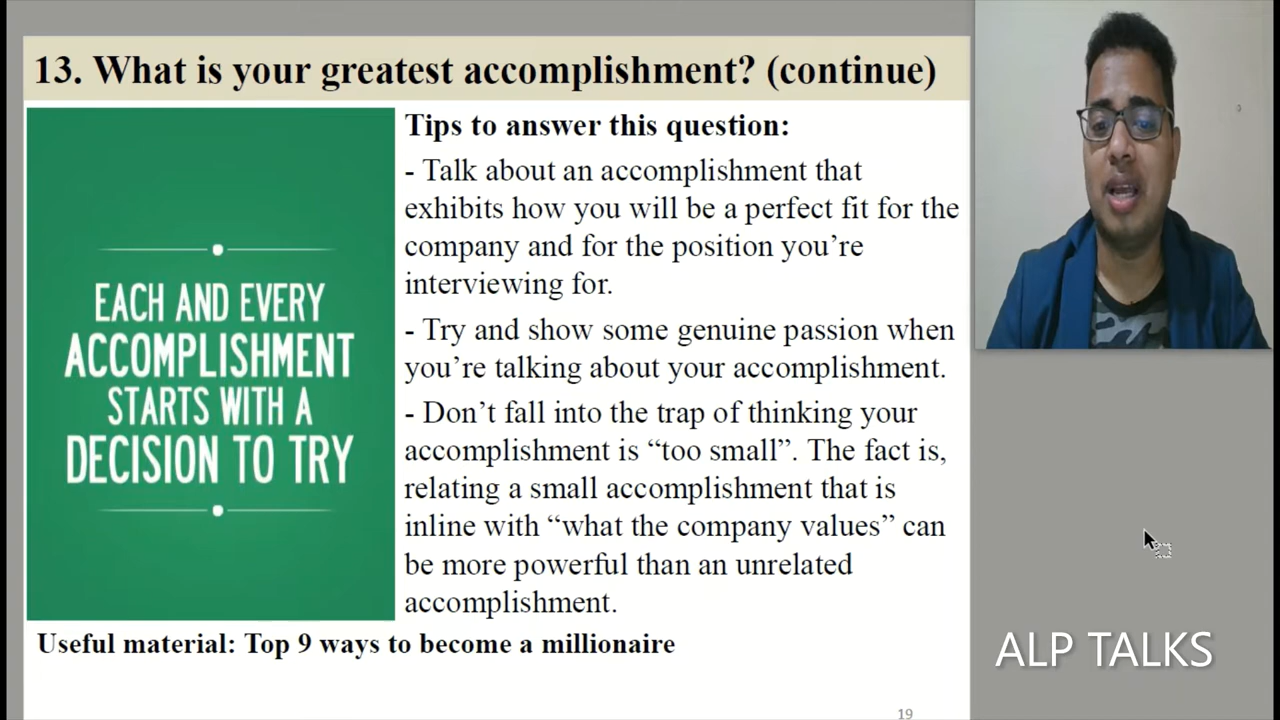 13. What is your greatest accomplishment? (continue)
EACH AND EVERY
ACCOMPLISHMENT
STARTS WITH A
DECISION TO TRY
Tips to answer this question:
- Talk about an accomplishment that
exhibits how you will be a perfect fit for the
company and for the position you’re
interviewing for.
- Try and show some genuine passion when
you’re talking about your accomplishment.
- Don’t fall into the trap of thinking your
accomplishment is “too small”. The fact is,
relating a small accomplishment that is
inline with “what the company values” can
be more powerful than an unrelated
accomplishment.
Useful material: Top 9 ways to become a millionaire
19
ALP TALKS